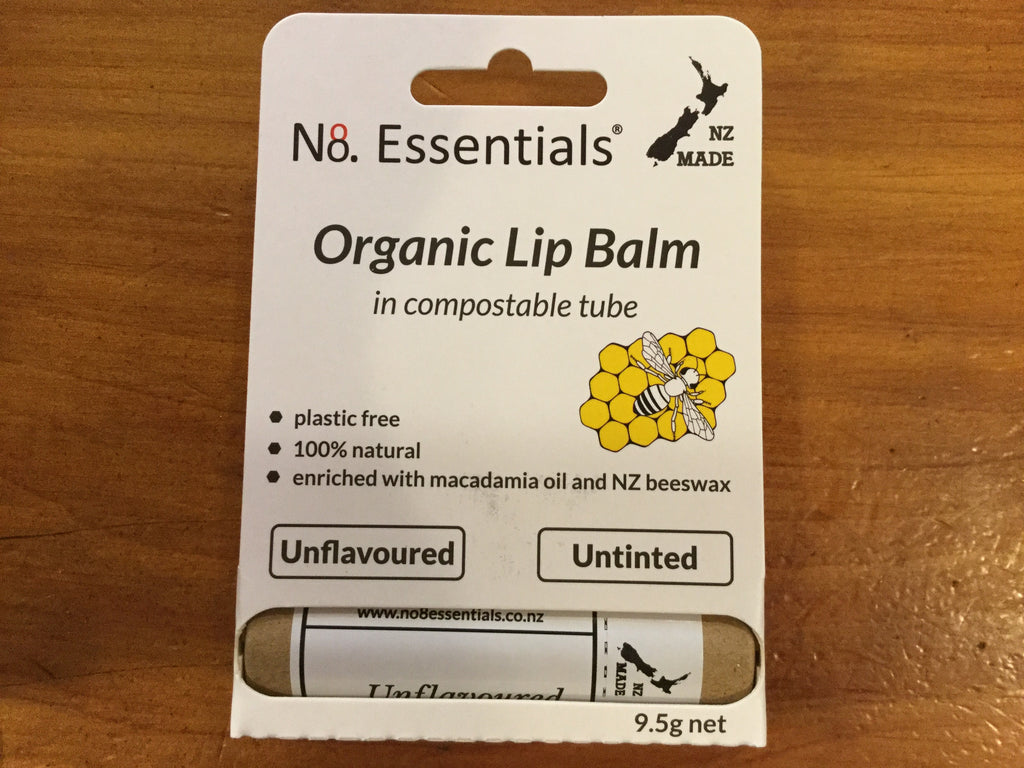 N8. Essentials®
NZ
MADE
Organic Lip Balm
in compostable tube
plastic free
100% natural
enriched with macadamia oil and NZ beeswax
Unflavoured
Untinted
www.no8essentials.co.nz
Unflavoured
NZ
MADE
9.5g net